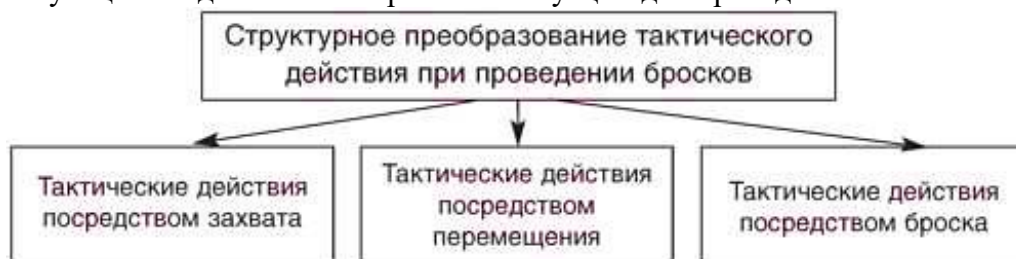 Структурное преобразование тактического
действия при проведении бросков
Тактические действия
посредством захвата
Тактические действия
посредством
перемещения
Тактические действия
посредством броска